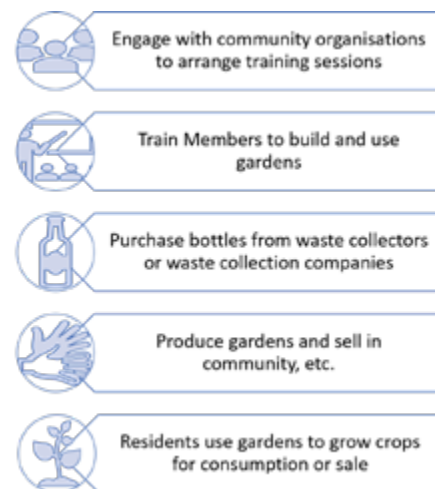 Engage with community organisations
to arrange training sessions
Train Members to build and use
gardens
Purchase bottles from waste collectors
or waste collection companies
Produce gardens and sell in
community, etc.
Residents use gardens to grow crops
for consumption or sale